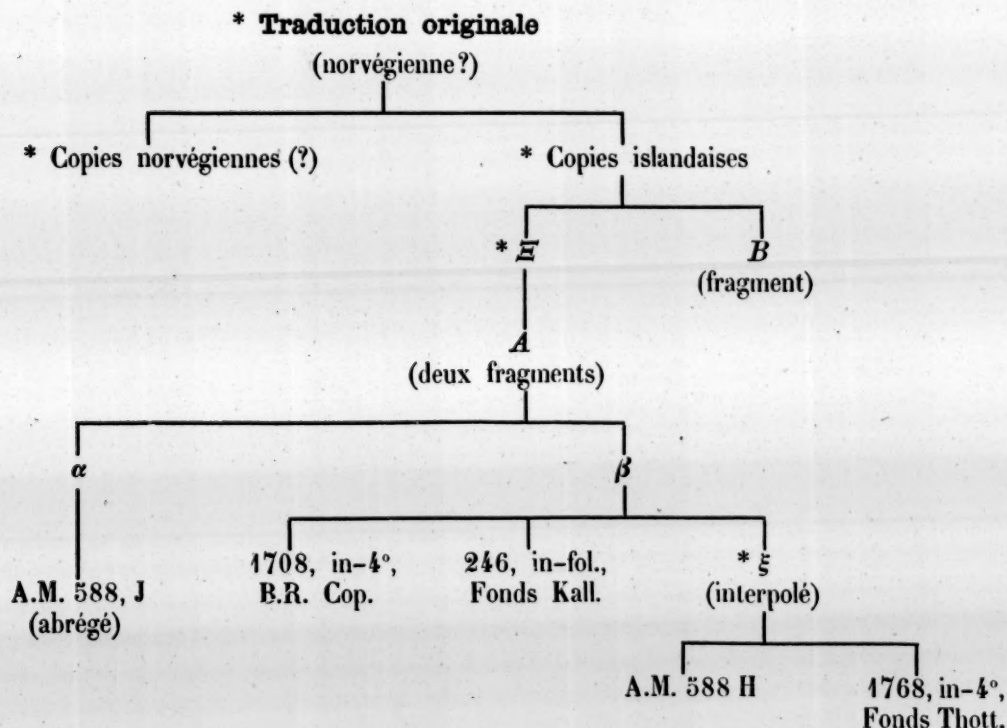 * Traduction originale
(norvégienne?)
* Copies norvégiennes (?)
* Copies islandaises
* Ξ
B
(fragment)
A
(deux fragments)
α
β
A.M. 588, J
(abrégé)
1708, in-4°,
B.R. Cop.
246, in-fol.,
Fonds Kall.
* ξ
(interpolé)
A.M. 588 H
1768, in-4°,
Fonds Thott.